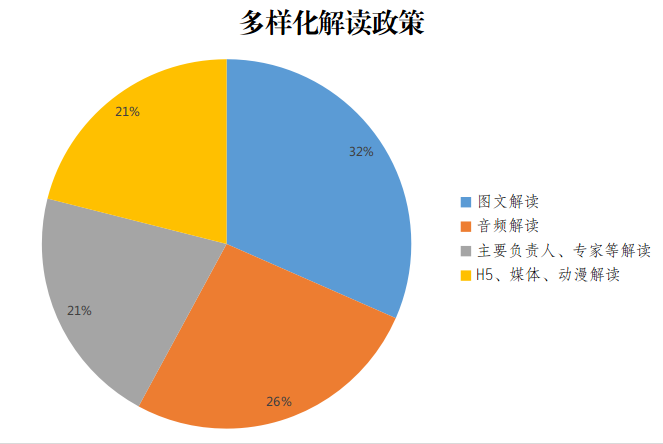 多样化解读政策
21%
32%
21%
26%
图文解读
音频解读
主要负责人、专家等解读
H5、媒体、动漫解读